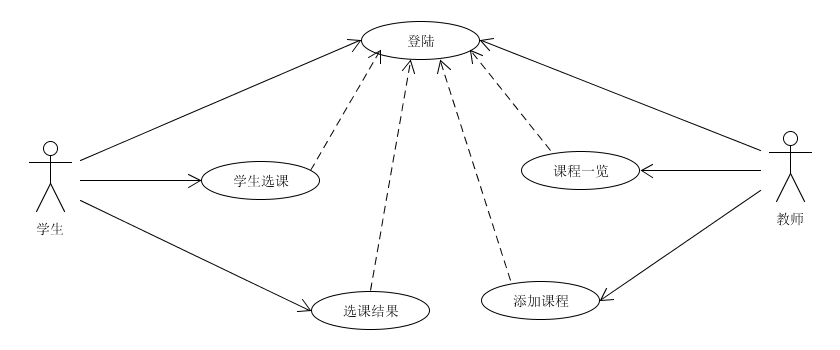 登陆
学生选课
课程一览
学生
教师
选课结果
添加课程